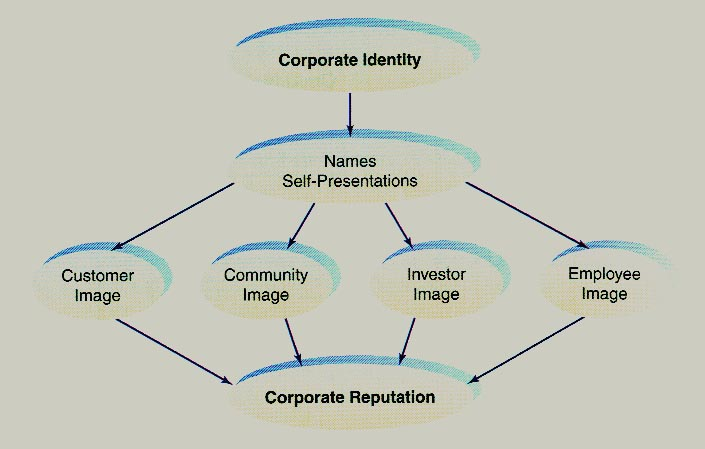 Corporate Identity
Names
Self-Presentations
Customer
Image
Community
Image
Investor
Image
Employee
Image
Corporate Reputation